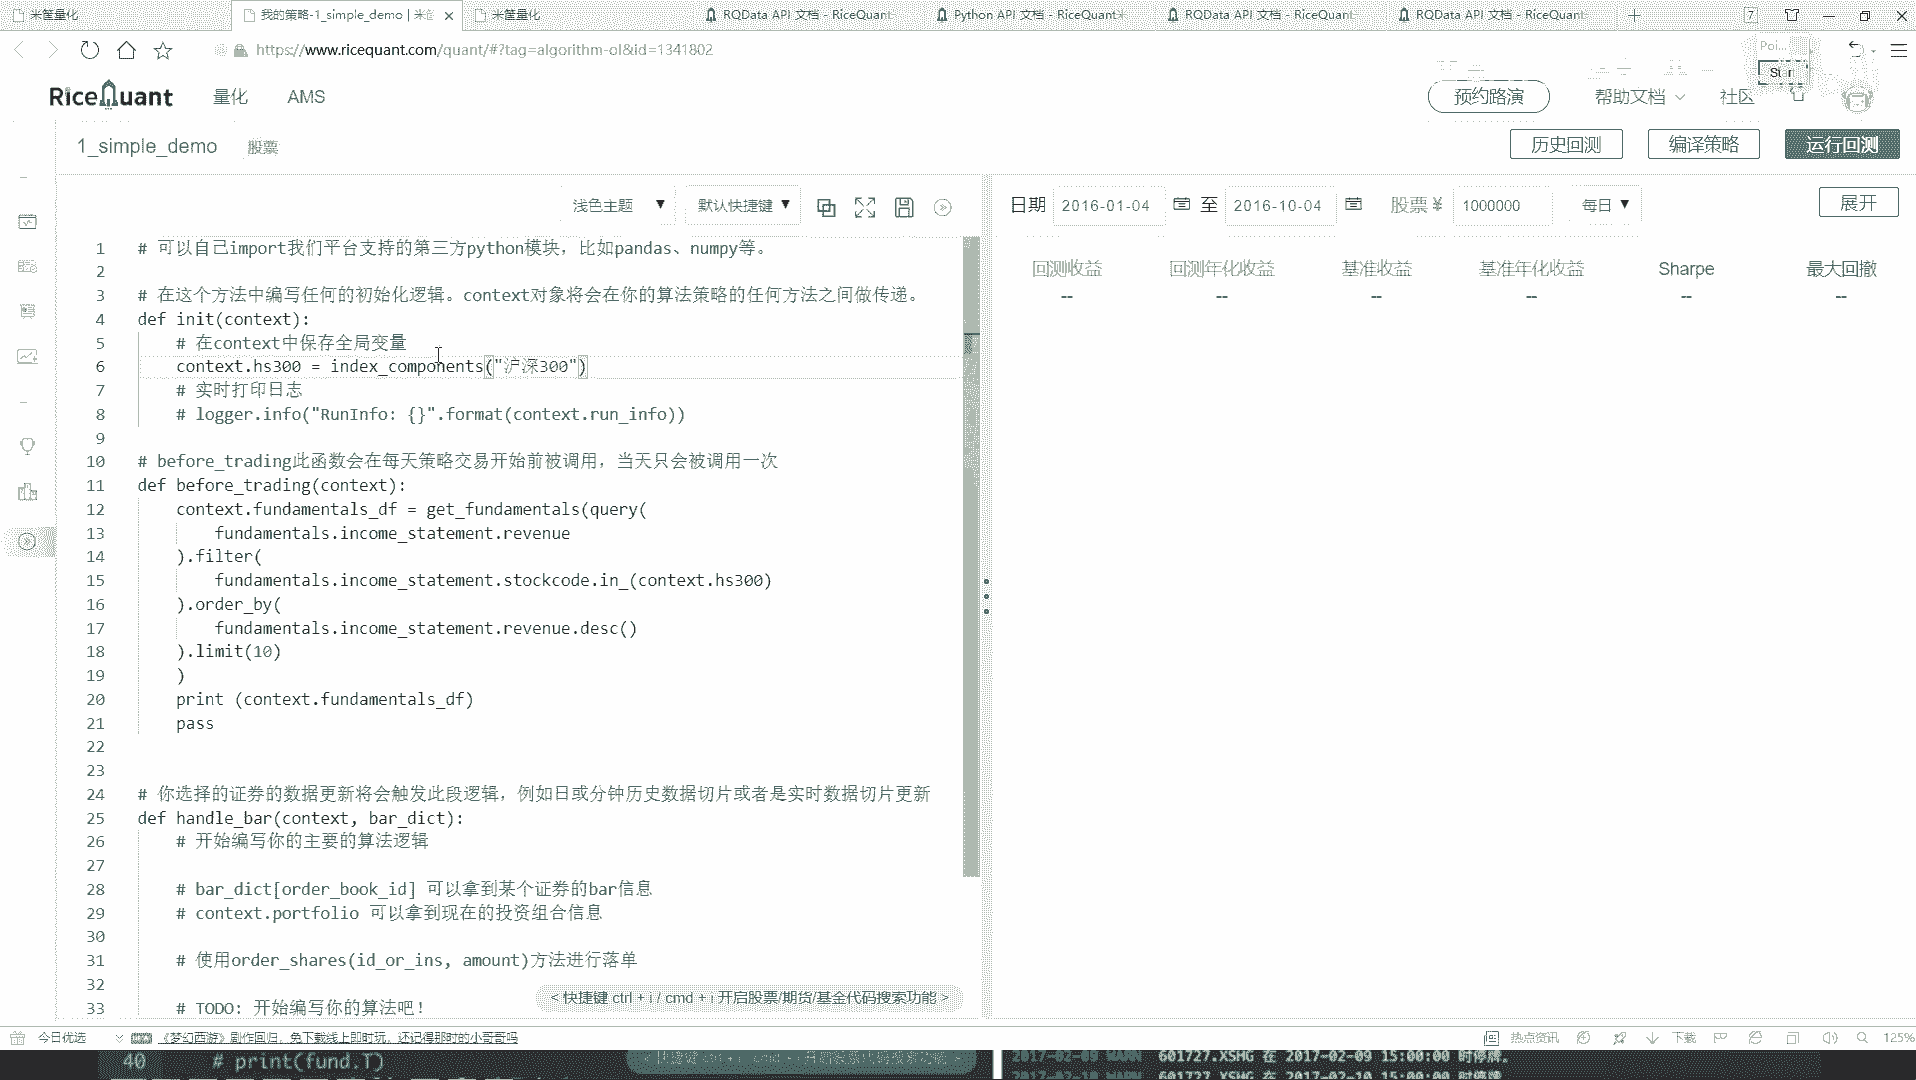 米筐量化
我的策略-1_simple_demo | 米筐
米筐量化
RQData API 文档 - RiceQuant
Python API 文档 - RiceQuant
RQData API 文档 - RiceQuant
RQData API 文档 - RiceQuant
7
https://www.ricequant.com/quant/#?tag=algorithm-ol&id=1341802
Poi...
RiceQuant
量化
AMS
预约路演
帮助文档
社区
1_simple_demo
股票
历史回测
编译策略
运行回测
浅色主题
默认快捷键
日期 2016-01-04 至 2016-10-04 股票 ¥ 1000000 每日
展开
回测收益 回测年化收益 基准收益 基准年化收益 Sharpe 最大回撤
-- -- -- -- -- --
1 # 可以自己import我们平台支持的第三方python模块，比如pandas、numpy等。
2
3 # 在这个方法中编写任何的初始化逻辑。context对象将会在你的算法策略的任何方法之间做传递。
4 def init(context):
5 # 在context中保存全局变量
6 context.hs300 = index_components("沪深300")
7 # 实时打印日志
8 # logger.info("RunInfo: {}".format(context.run_info))
9
10 # before_trading此函数会在每天策略交易开始前被调用，当天只会被调用一次
11 def before_trading(context):
12 context.fundamentals_df = get_fundamentals(query(
13 fundamentals.income_statement.revenue
14 ).filter(
15 fundamentals.income_statement.stockcode.in_(context.hs300)
16 ).order_by(
17 fundamentals.income_statement.revenue.desc()
18 ).limit(10)
19 )
20 print (context.fundamentals_df)
21 pass
22
23
24 # 你选择的证券的数据更新将会触发此段逻辑，例如日或分钟历史数据切片或者是实时数据切片更新
25 def handle_bar(context, bar_dict):
26 # 开始编写你的主要的算法逻辑
27
28 # bar_dict[order_book_id] 可以拿到某个证券的bar信息
29 # context.portfolio 可以拿到现在的投资组合信息
30
31 # 使用order_shares(id_or_ins, amount)方法进行落单
32
33 # TODO: 开始编写你的算法吧！
< 快捷键 ctrl + i / cmd + i 开启股票/期货/基金代码搜索功能 >
今日优选
《梦幻西游》剧作回归，免下载线上即时玩，还记得那时的小哥哥吗
热点资讯
下载
125%
40 # print(fund.T)
2017-02-09 WARN 601727.XSHG 在 2017-02-09 15:00:00 时停牌。
2017-02-10 WARN 601727.XSHG 在 2017-02-10 15:00:00 时停牌。